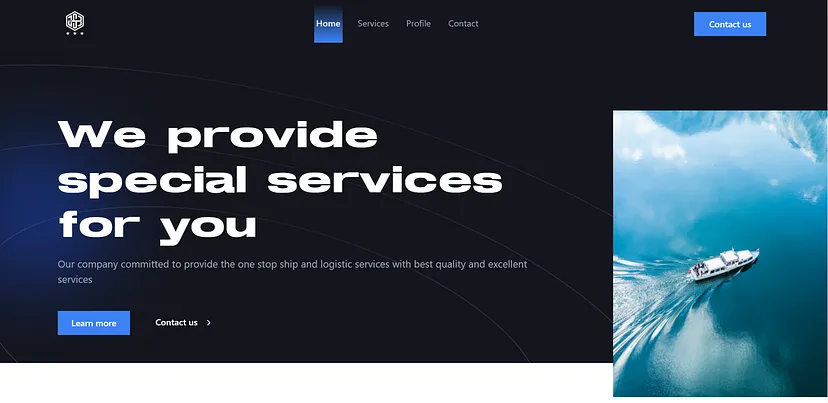 Home
Services
Profile
Contact
Contact us
We provide
special services
for you
Our company committed to provide the one stop ship and logistic services with best quality and excellent
services
Learn more
Contact us